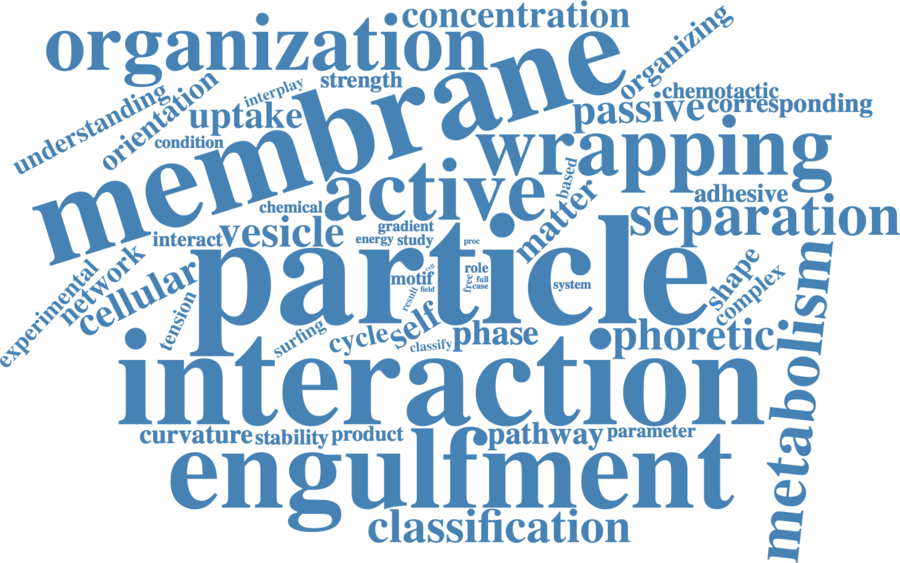 concentration
organization
organizing
membrane
strength
interplay
chemotactic
understanding
orientation
uptake
passive
corresponding
condition
wrapping
based
active
adhesive
matter
separation
chemical
gradient
interact
vesicle
energy
study
proc
particle
experimental
network
cellular
motif
cell
field
role
free
full
case
system
shape
complex
metabolism
tension
result
self
surfing
cycle
classify
phase
phoretic
interaction
curvature
stability
product
pathway
parameter
engulfment
classification